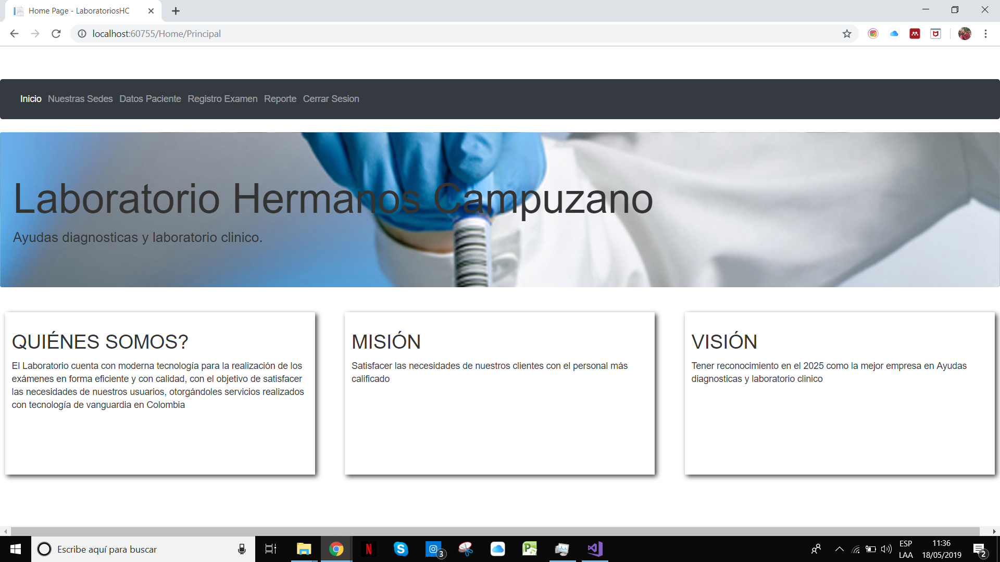 Home Page - LaboratoriosHC
localhost:60755/Home/Principal
Inicio Nuestras Sedes Datos Paciente Registro Examen Reporte Cerrar Sesion
Laboratorio Hermanos Campuzano
Ayudas diagnosticas y laboratorio clinico.
QUIÉNES SOMOS?
El Laboratorio cuenta con moderna tecnología para la realización de los
exámenes en forma eficiente y con calidad, con el objetivo de satisfacer
las necesidades de nuestros usuarios, otorgándoles servicios realizados
con tecnología de vanguardia en Colombia
MISIÓN
Satisfacer las necesidades de nuestros clientes con el personal más
calificado
VISIÓN
Tener reconocimiento en el 2025 como la mejor empresa en Ayudas
diagnosticas y laboratorio clinico
Escribe aquí para buscar
3
ESP
LAA
11:36
18/05/2019
2